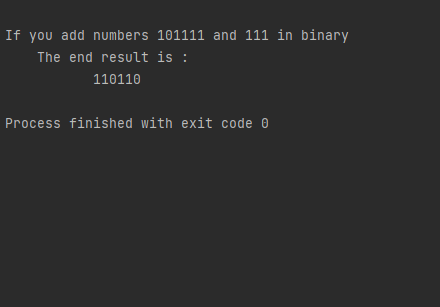 If you add numbers 101111 and 111 in binary
The end result is :
110110
Process finished with exit code 0